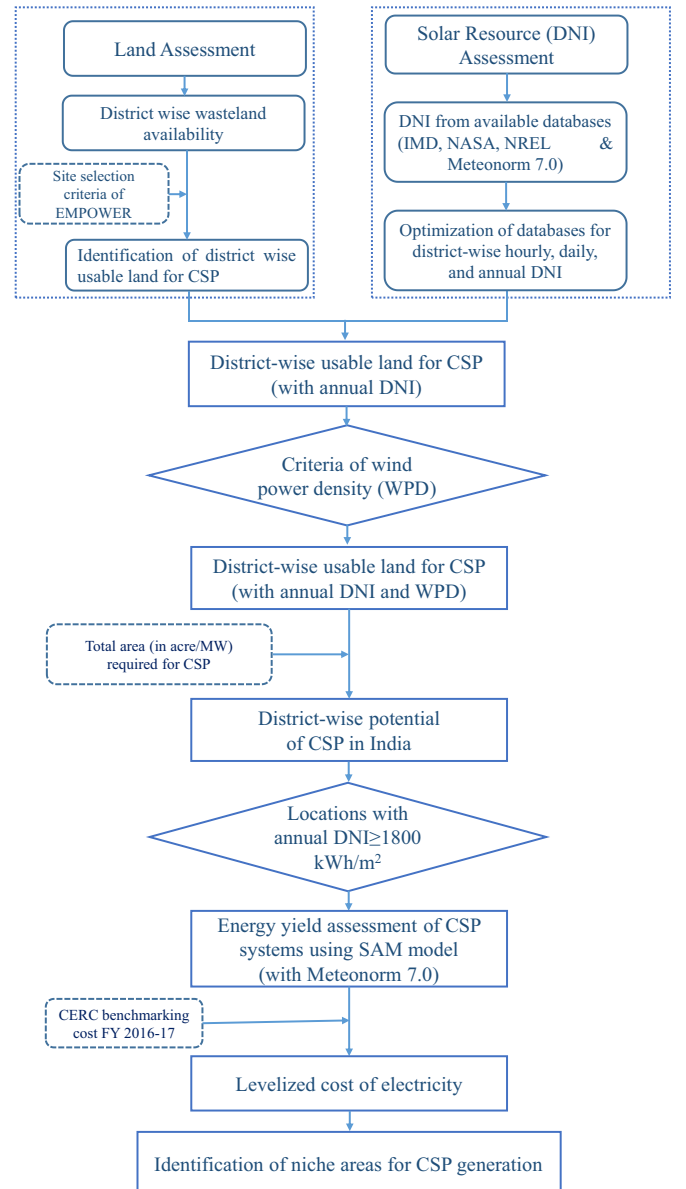 Land Assessment
District wise wasteland
availability
Site selection
criteria of
EMPOWER
Identification of district wise
usable land for CSP
Solar Resource (DNI)
Assessment
DNI from available databases
(IMD, NASA, NREL &
Meteonorm 7.0)
Optimization of databases for
district-wise hourly, daily,
and annual DNI
District-wise usable land for CSP
(with annual DNI)
Criteria of wind
power density (WPD)
District-wise usable land for CSP
(with annual DNI and WPD)
Total area (in acre/MW)
required for CSP
District-wise potential
of CSP in India
Locations with
annual DNI≥1800
kWh/m²
Energy yield assessment of CSP
systems using SAM model
(with Meteonorm 7.0)
CERC benchmarking
cost FY 2016-17
Levelized cost of electricity
Identification of niche areas for CSP generation